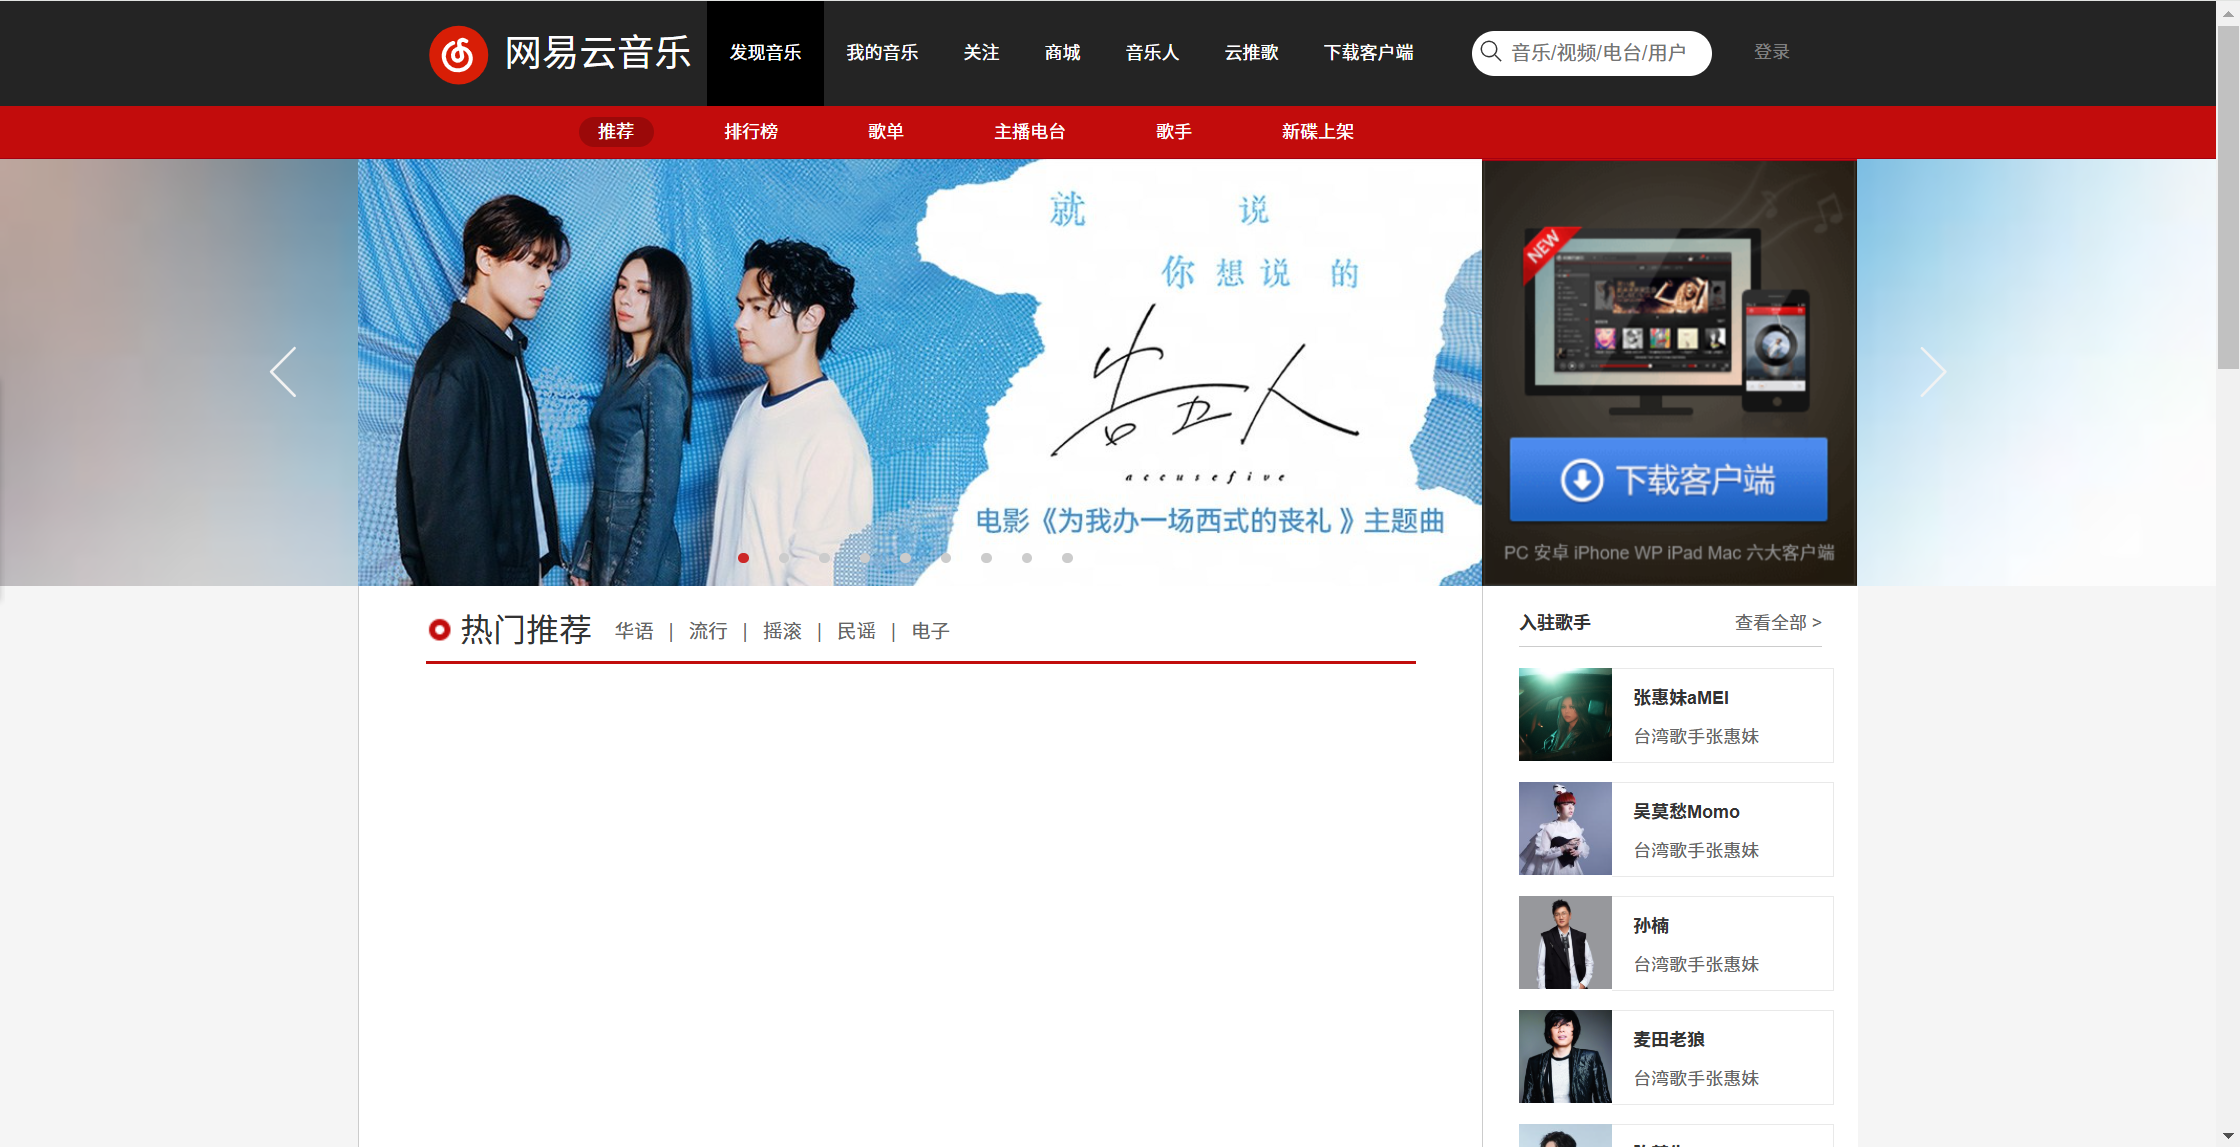 网易云音乐
发现音乐 我的音乐 关注 商城 音乐人 云推歌 下载客户端
音乐/视频/电台/用户
登录
推荐 排行榜 歌单 主播电台 歌手 新碟上架
就 说
你 想 说 的
告五人
accusefive
电影《为我办一场西式的丧礼》主题曲
NEW
下载客户端
PC 安卓 iPhone WP iPad Mac 六大客户端
热门推荐 华语 | 流行 | 摇滚 | 民谣 | 电子
入驻歌手 查看全部 >
张惠妹aMEI
台湾歌手张惠妹
吴莫愁Momo
台湾歌手张惠妹
孙楠
台湾歌手张惠妹
麦田老狼
台湾歌手张惠妹